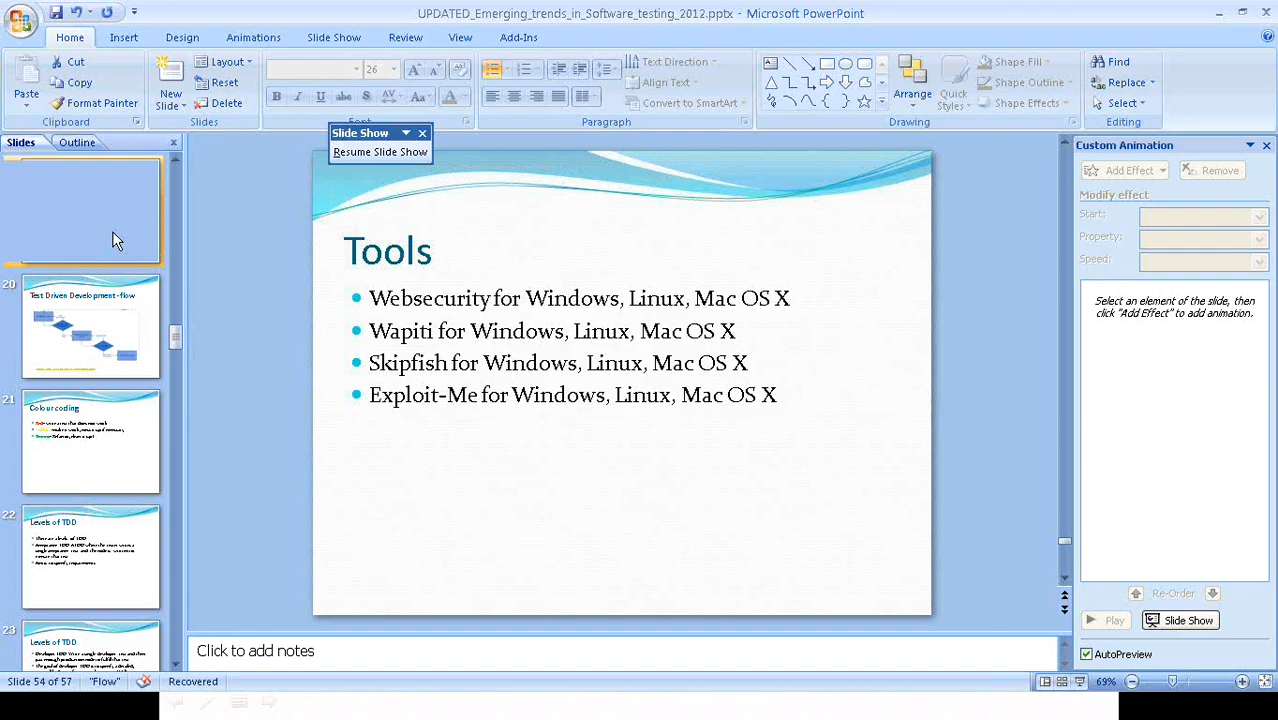 UPDATED_Emerging_trends_in_Software_testing_2012.pptx - Microsoft PowerPoint
Home Insert Design Animations Slide Show Review View Add-Ins
Paste
Cut
Copy
Format Painter
Clipboard
New Slide
Layout
Reset
Delete
Slides
26
B I U abc S AV Aa A
Font
Text Direction
Align Text
Convert to SmartArt
Paragraph
Arrange
Quick Styles
Shape Fill
Shape Outline
Shape Effects
Drawing
Find
Replace
Select
Editing
Slides Outline
Slide Show
Resume Slide Show
20
Test Driven Development -flow
21
Colour coding
22
Levels of TDD
23
Levels of TDD
Tools
Websecurity for Windows, Linux, Mac OS X
Wapiti for Windows, Linux, Mac OS X
Skipfish for Windows, Linux, Mac OS X
Exploit-Me for Windows, Linux, Mac OS X
Click to add notes
Custom Animation
Add Effect Remove
Modify effect
Start:
Property:
Speed:
Select an element of the slide, then
click "Add Effect" to add animation.
Re-Order
Play Slide Show
AutoPreview
Slide 54 of 57 "Flow" Recovered 69%